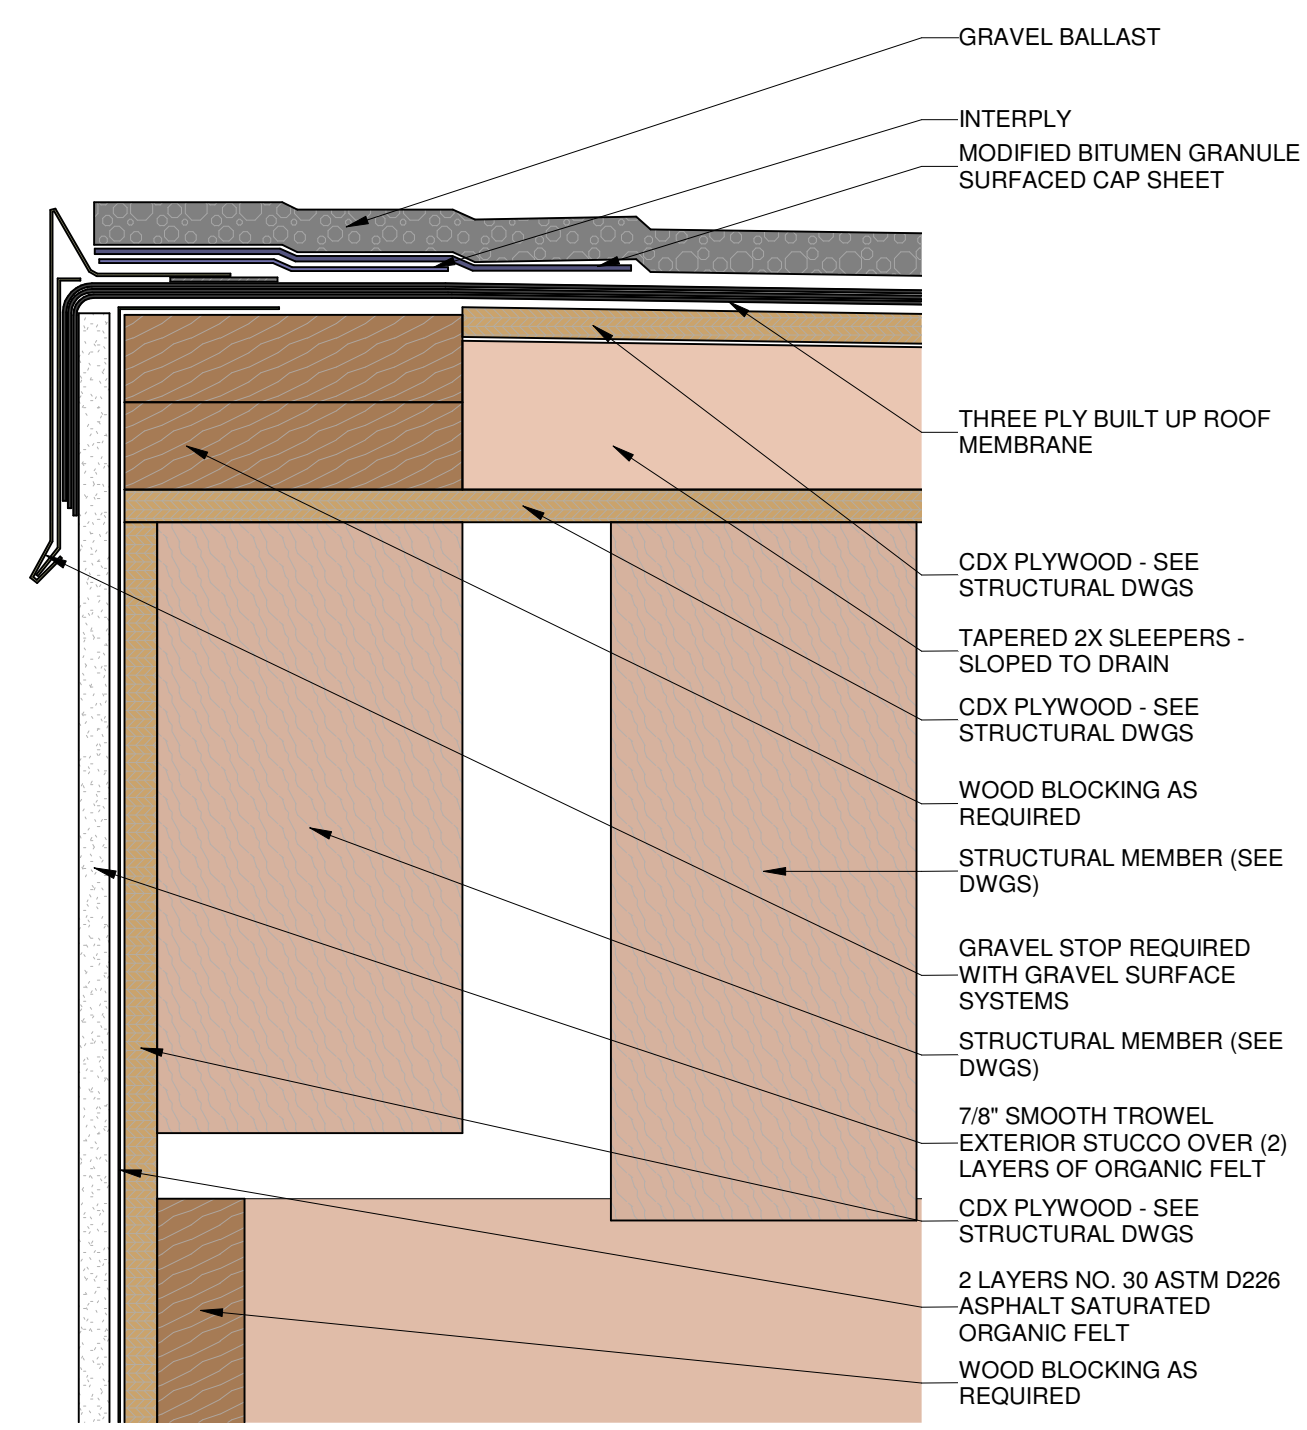 GRAVEL BALLAST
INTERPLY
MODIFIED BITUMEN GRANULE
SURFACED CAP SHEET
THREE PLY BUILT UP ROOF
MEMBRANE
CDX PLYWOOD - SEE
STRUCTURAL DWGS
TAPERED 2X SLEEPERS -
SLOPED TO DRAIN
CDX PLYWOOD - SEE
STRUCTURAL DWGS
WOOD BLOCKING AS
REQUIRED
STRUCTURAL MEMBER (SEE
DWGS)
GRAVEL STOP REQUIRED
WITH GRAVEL SURFACE
SYSTEMS
STRUCTURAL MEMBER (SEE
DWGS)
7/8" SMOOTH TROWEL
EXTERIOR STUCCO OVER (2)
LAYERS OF ORGANIC FELT
CDX PLYWOOD - SEE
STRUCTURAL DWGS
2 LAYERS NO. 30 ASTM D226
ASPHALT SATURATED
ORGANIC FELT
WOOD BLOCKING AS
REQUIRED